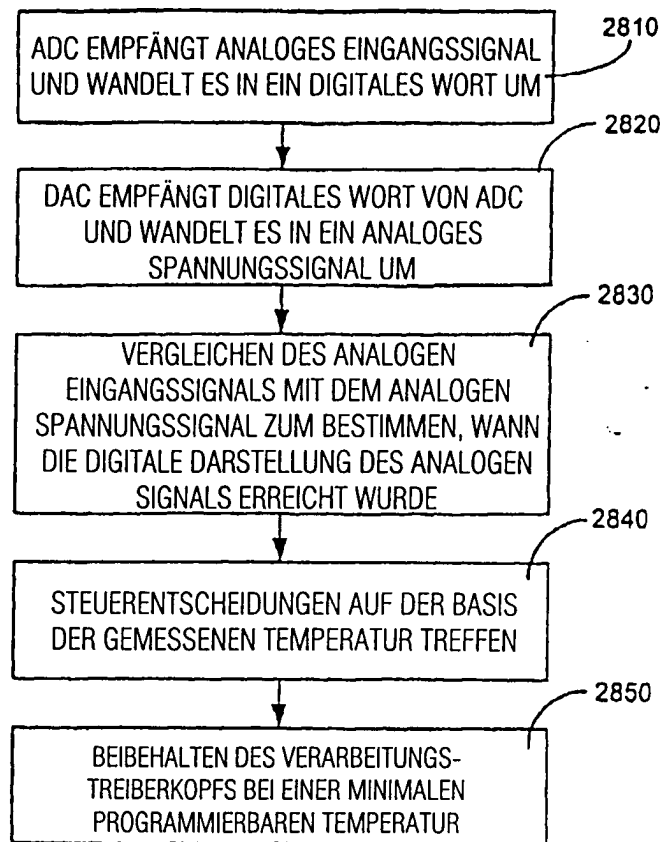 ADC EMPFÄNGT ANALOGES EINGANGSSIGNAL
UND WANDELT ES IN EIN DIGITALES WORT UM
2810
DAC EMPFÄNGT DIGITALES WORT VON ADC
UND WANDELT ES IN EIN ANALOGES
SPANNUNGSSIGNAL UM
2820
VERGLEICHEN DES ANALOGEN
EINGANGSSIGNALS MIT DEM ANALOGEN
SPANNUNGSSIGNAL ZUM BESTIMMEN, WANN
DIE DIGITALE DARSTELLUNG DES ANALOGEN
SIGNALS ERREICHT WURDE
2830
STEUERENTSCHEIDUNGEN AUF DER BASIS
DER GEMESSENEN TEMPERATUR TREFFEN
2840
BEIBEHALTEN DES VERARBEITUNGS-
TREIBERKOPFS BEI EINER MINIMALEN
PROGRAMMIERBAREN TEMPERATUR
2850